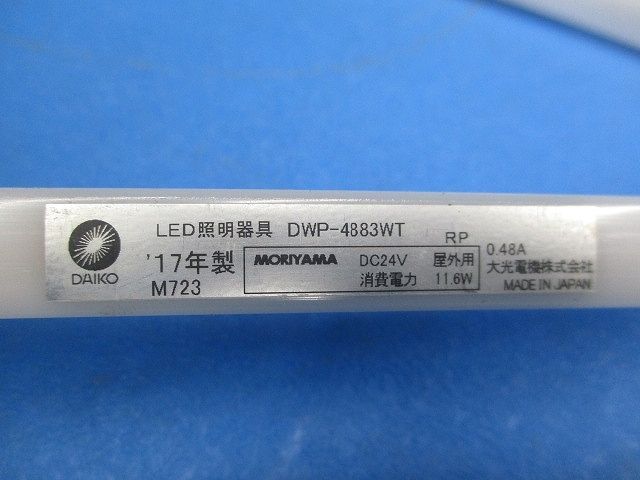 LED照明器具 DWP-4883WT RP
DAIKO
'17年製
M723
MORIYAMA DC24V 屋外用
消費電力 11.6W
0.48A
大光電機株式会社
MADE IN JAPAN